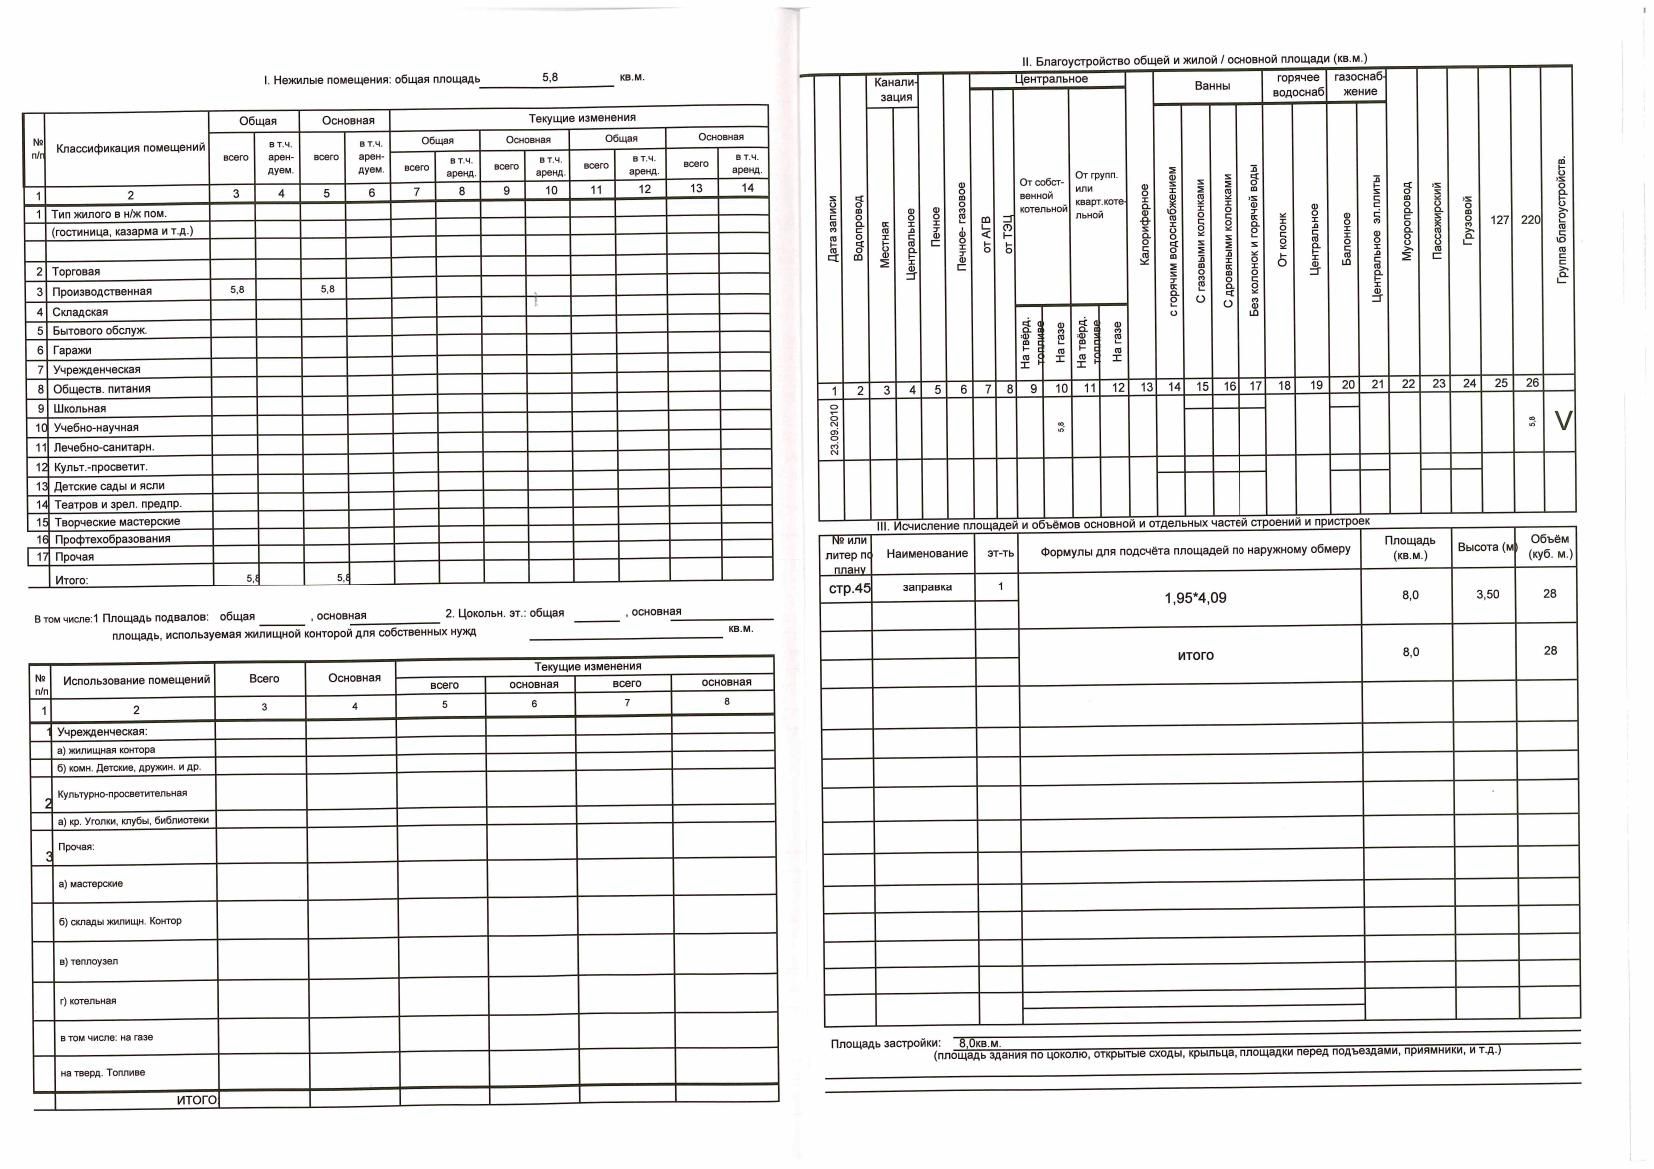 I. Нежилые помещения: общая площадь 5,8 кв.м.
№ п/п Классификация помещений Общая Основная Текущие изменения
Общая Основная Общая Основная
всего в т.ч. арен-дуем. всего в т.ч. арен-дуем. всего в т.ч. аренд. всего в т.ч. аренд. всего в т.ч. аренд. всего в т.ч. аренд.
1 2 3 4 5 6 7 8 9 10 11 12 13 14
1 Тип жилого в н/ж пом.
(гостиница, казарма и т.д.)
2 Торговая
3 Производственная 5,8 5,8
4 Складская
5 Бытового обслуж.
6 Гаражи
7 Учрежденческая
8 Обществ. питания
9 Школьная
10 Учебно-научная
11 Лечебно-санитарн.
12 Культ.-просветит.
13 Детские сады и ясли
14 Театров и зрел. предпр.
15 Творческие мастерские
16 Профтехобразования
17 Прочая
Итого: 5,8 5,8
В том числе:1 Площадь подвалов: общая , основная 2. Цокольн. эт.: общая , основная
площадь, используемая жилищной конторой для собственных нужд кв.м.
№ п/п Использование помещений Всего Основная Текущие изменения
всего основная всего основная
1 2 3 4 5 6 7 8
1 Учрежденческая:
а) жилищная контора
б) комн. Детские, дружин. и др.
2 Культурно-просветительная
а) кр. Уголки, клубы, библиотеки
3 Прочая:
а) мастерские
б) склады жилищн. Контор
в) теплоузел
г) котельная
в том числе: на газе
на тверд. Топливе
ИТОГО
II. Благоустройство общей и жилой / основной площади (кв.м.)
Канали-зация Центральное Ванны горячее водоснаб газоснаб-жение
Дата записи
Водопровод
Местная
Центральное
Печное
Печное- газовое
от АГВ
от ТЭЦ
От собст-венной котельной
На твёрд. топливе
На газе
От групп. или кварт.коте-льной
На твёрд. топливе
На газе
Калориферное
с горячим водоснабжением
С газовыми колонками
С дровяными колонками
Без колонок и горячей воды
От колонк
Центральное
Балонное
Центральное эл.плиты
Мусоропровод
Пассажирский
Грузовой
127
220
Группа благоустройств.
1 2 3 4 5 6 7 8 9 10 11 12 13 14 15 16 17 18 19 20 21 22 23 24 25 26
23.09.2010 5,8 5,8 V
III. Исчисление площадей и объёмов основной и отдельных частей строений и пристроек
№ или литер по плану Наименование эт-ть Формулы для подсчёта площадей по наружному обмеру Площадь (кв.м.) Высота (м) Объём (куб. м.)
стр.45 заправка 1 1,95*4,09 8,0 3,50 28
итого 8,0 28
Площадь застройки: 8,0кв.м.
(площадь здания по цоколю, открытые сходы, крыльца, площадки перед подъездами, приямники, и т.д.)